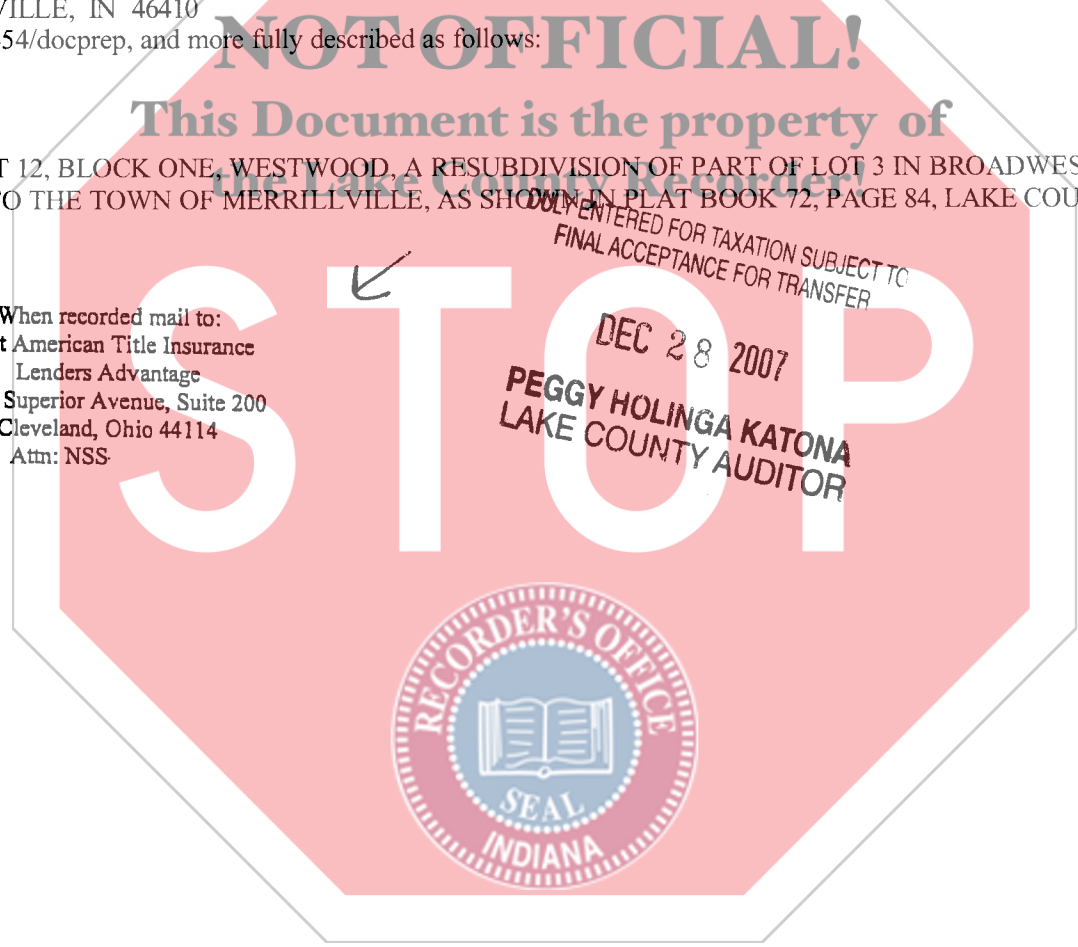 VILLE, IN 46410
NOT OFFICIAL!
54/docprep, and more fully described as follows:
This Document is the property of
T 12, BLOCK ONE, WESTWOOD, A RESUBDIVISION OF PART OF LOT 3 IN BROADWES
the Lake County Recorder!
TO THE TOWN OF MERRILLVILLE, AS SHOWN IN PLAT BOOK 72, PAGE 84, LAKE COU
DULY ENTERED FOR TAXATION SUBJECT TO
FINAL ACCEPTANCE FOR TRANSFER
STOP
When recorded mail to:
t American Title Insurance
Lenders Advantage
Superior Avenue, Suite 200
Cleveland, Ohio 44114
Attn: NSS
DEC 28 2007
PEGGY HOLINGA KATONA
LAKE COUNTY AUDITOR
RECORDER'S OFFICE
SEAL
INDIANA